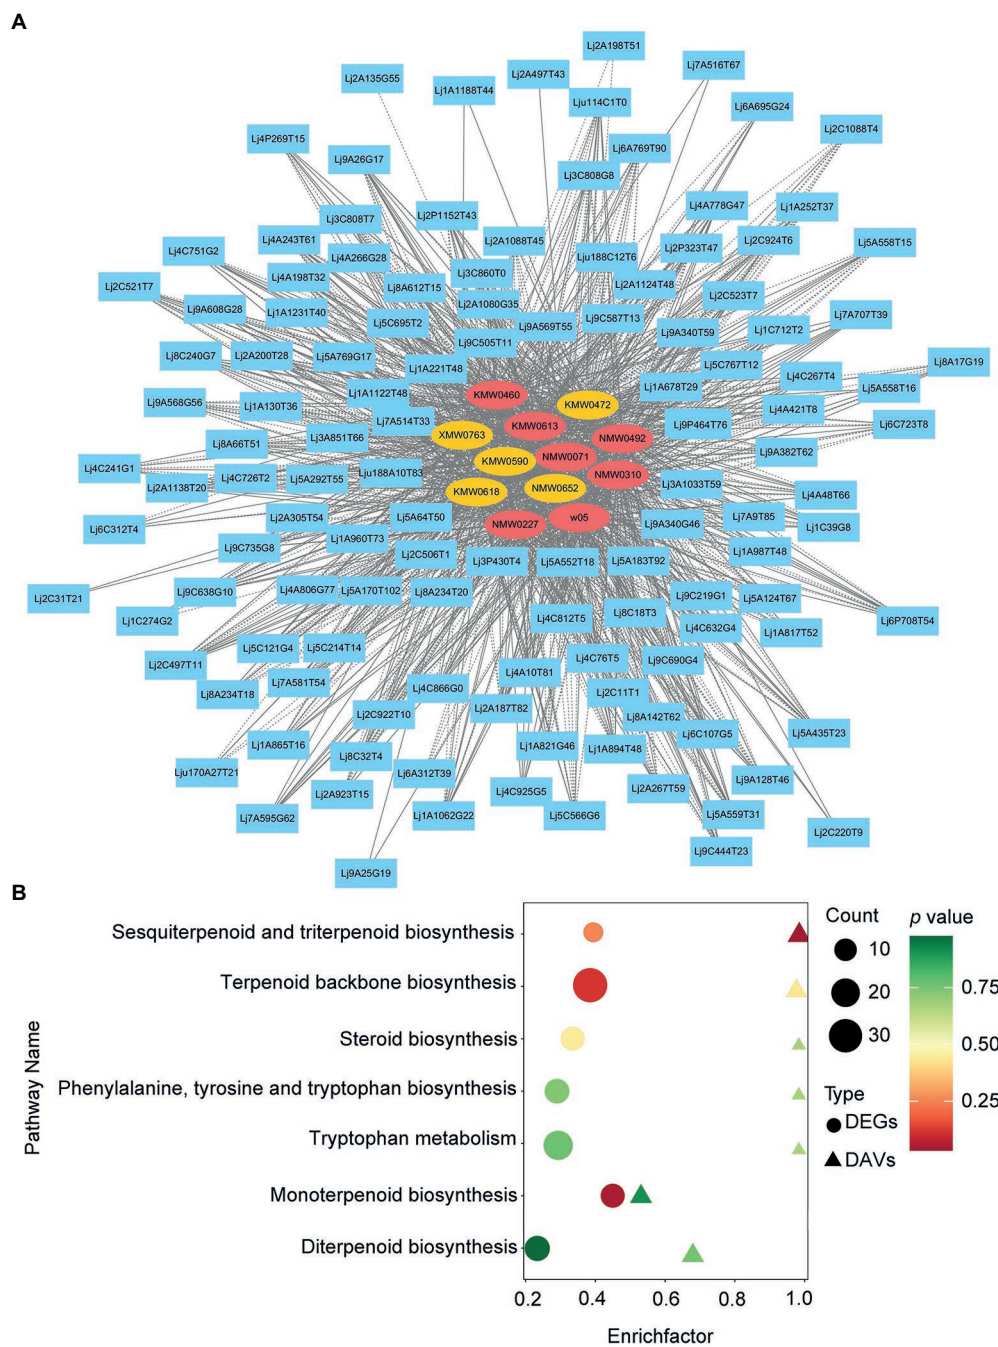 A
Lj2A198T51
Lj2A135G55
Lj1A1188T44
Lj2A497T43
Lj7A516T67
Lju114C1T0
Lj6A695G24
Lj4P269T15
Lj9A26G17
Lj6A769T90
Lj2C1088T4
Lj3C808G8
Lj3C808T7
Lj2P1152T43
Lj4A778G47
Lj1A252T37
Lj4C751G2
Lj4A243T61
Lj4A266G28
Lj2A1088T45
Lju188C12T6
Lj2P323T47
Lj2C924T6
Lj5A558T15
Lj2C521T7
Lj4A198T32
Lj8A612T15
Lj3C860T0
Lj2A1124T48
Lj2C523T7
Lj9A608G28
Lj1A1231T40
Lj5C695T2
Lj2A1080G35
Lj9A569T55
Lj9C587T13
Lj9A340T59
Lj1C712T2
Lj7A707T39
Lj8C240G7
Lj2A200T28
Lj5A769G17
Lj9C505T11
Lj1A221T48
Lj5C767T12
Lj4C267T4
Lj8A17G19
Lj9A568G56
Lj1A130T36
Lj1A1122T48
KMW0460
KMW0472
Lj1A678T29
Lj4A421T8
Lj5A558T16
Lj8A66T51
Lj3A851T66
Lj7A514T33
XMW0763
KMW0613
NMW0492
Lj9P464T76
Lj6C723T8
Lj4C241G1
Lj2A1138T20
Lj4C726T2
Lj5A292T55
Lju188A10T83
KMW0590
NMW0071
NMW0310
Lj9A382T62
Lj6C312T4
Lj2A305T54
Lj5A64T50
KMW0618
NMW0652
Lj3A1033T59
Lj4A48T66
Lj9C735G8
Lj1A960T73
NMW0227
w05
Lj9A340G46
Lj7A9T85
Lj1C39G8
Lj2C31T21
Lj9C638G10
Lj4A806G77
Lj5A170T102
Lj2C506T1
Lj3P430T4
Lj5A552T18
Lj5A183T92
Lj1A987T48
Lj1C274G2
Lj8A234T20
Lj4C812T5
Lj8C18T3
Lj9C219G1
Lj5A124T67
Lj6P708T54
Lj2C497T11
Lj5C121G4
Lj5C214T14
Lj4C632G4
Lj1A817T52
Lj8A234T18
Lj7A581T54
Lj4C866G0
Lj4A10T81
Lj4C76T5
Lj9C690G4
Lj2C922T10
Lj2A187T82
Lj2C11T1
Lj8A142T62
Lj6C107G5
Lj5A435T23
Lju170A27T21
Lj1A865T16
Lj8C32T4
Lj6A312T39
Lj1A821G46
Lj1A894T48
Lj9A128T46
Lj7A595G62
Lj2A923T15
Lj1A1062G22
Lj4C925G5
Lj5C566G6
Lj2A267T59
Lj5A559T31
Lj2C220T9
Lj9A25G19
Lj9C444T23
B
Pathway Name
Sesquiterpenoid and triterpenoid biosynthesis
Terpenoid backbone biosynthesis
Steroid biosynthesis
Phenylalanine, tyrosine and tryptophan biosynthesis
Tryptophan metabolism
Monoterpenoid biosynthesis
Diterpenoid biosynthesis
0.2 0.4 0.6 0.8 1.0
Enrichfactor
Count
10
20
30
Type
DEGs
DAVs
p value
0.75
0.50
0.25